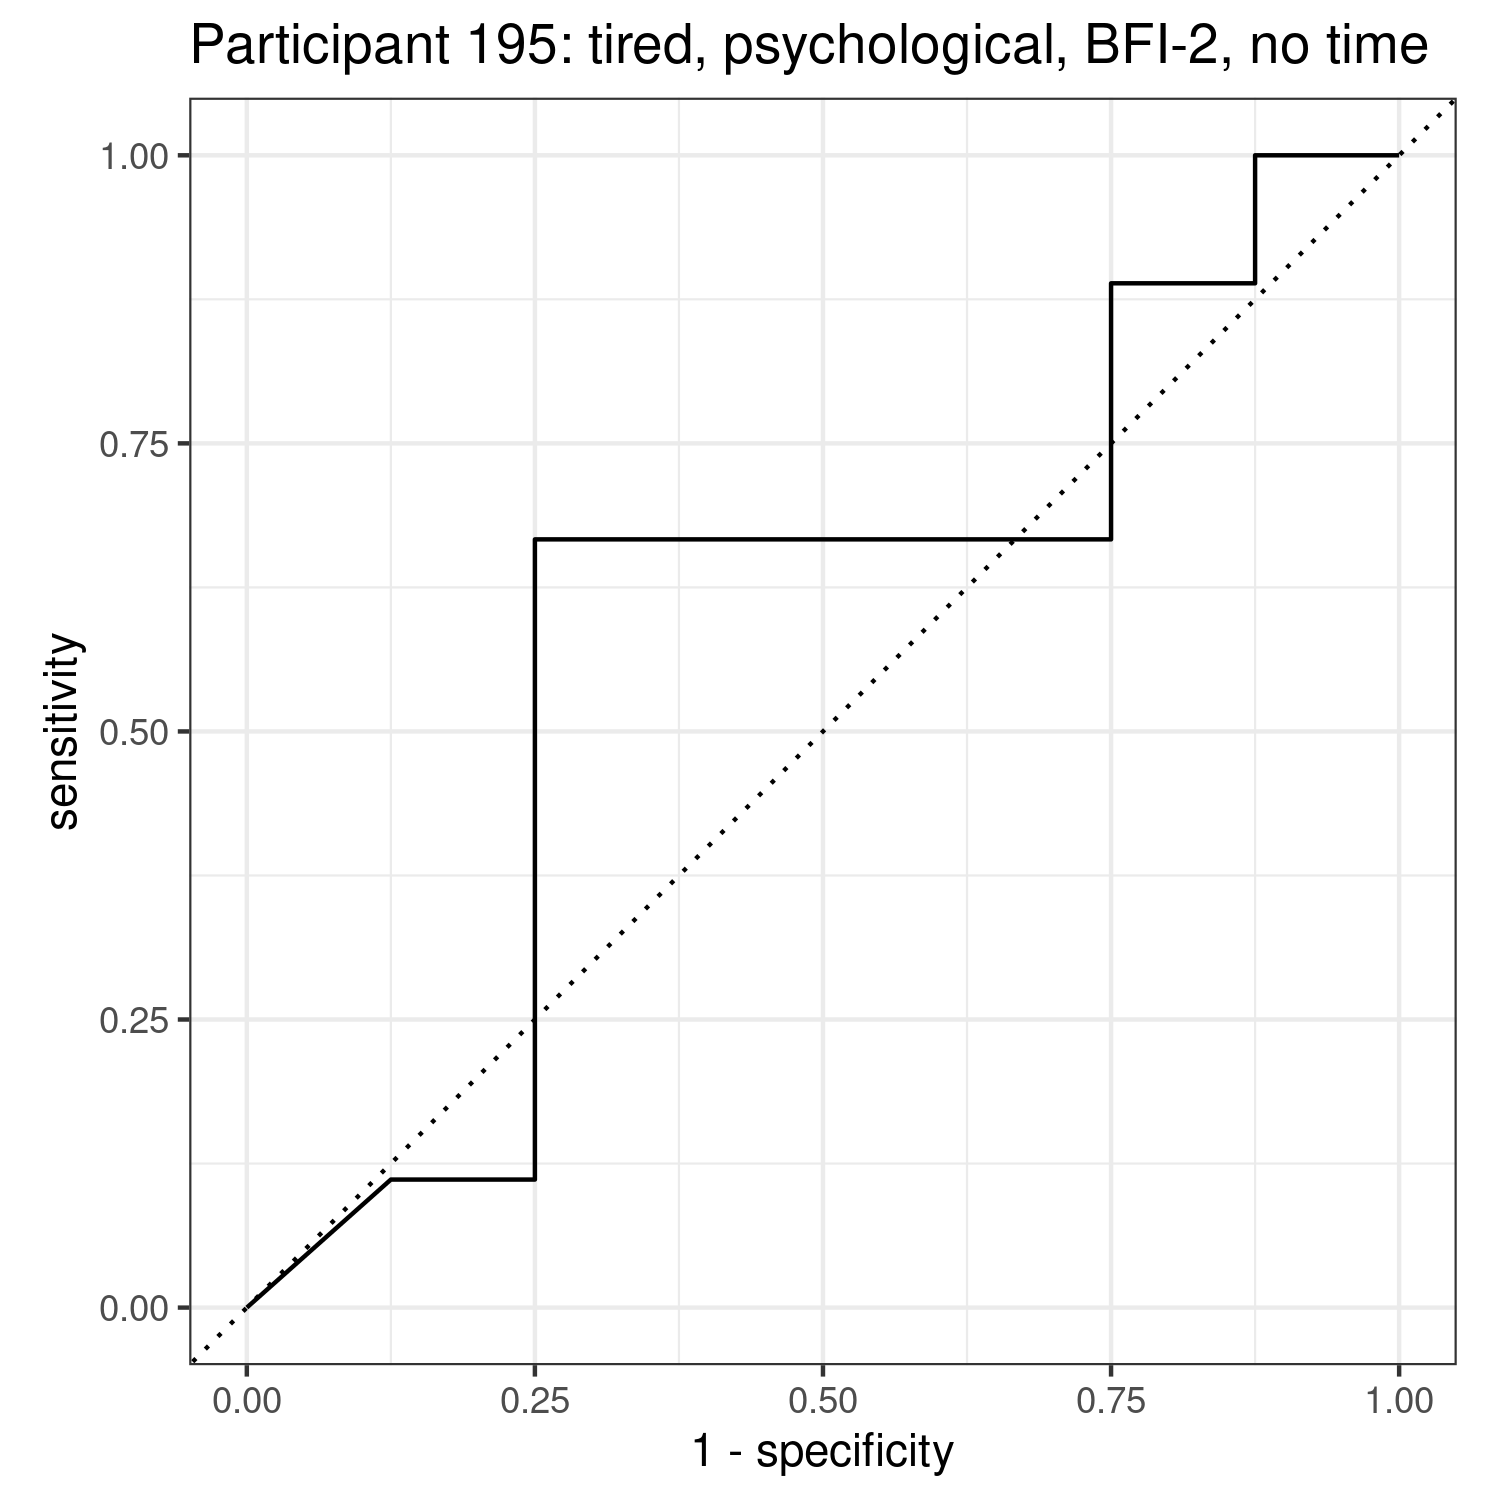 Participant 195: tired, psychological, BFI-2, no time
1.00
0.75
0.50
0.25
0.00
sensitivity
0.00 0.25 0.50 0.75 1.00
1 - specificity